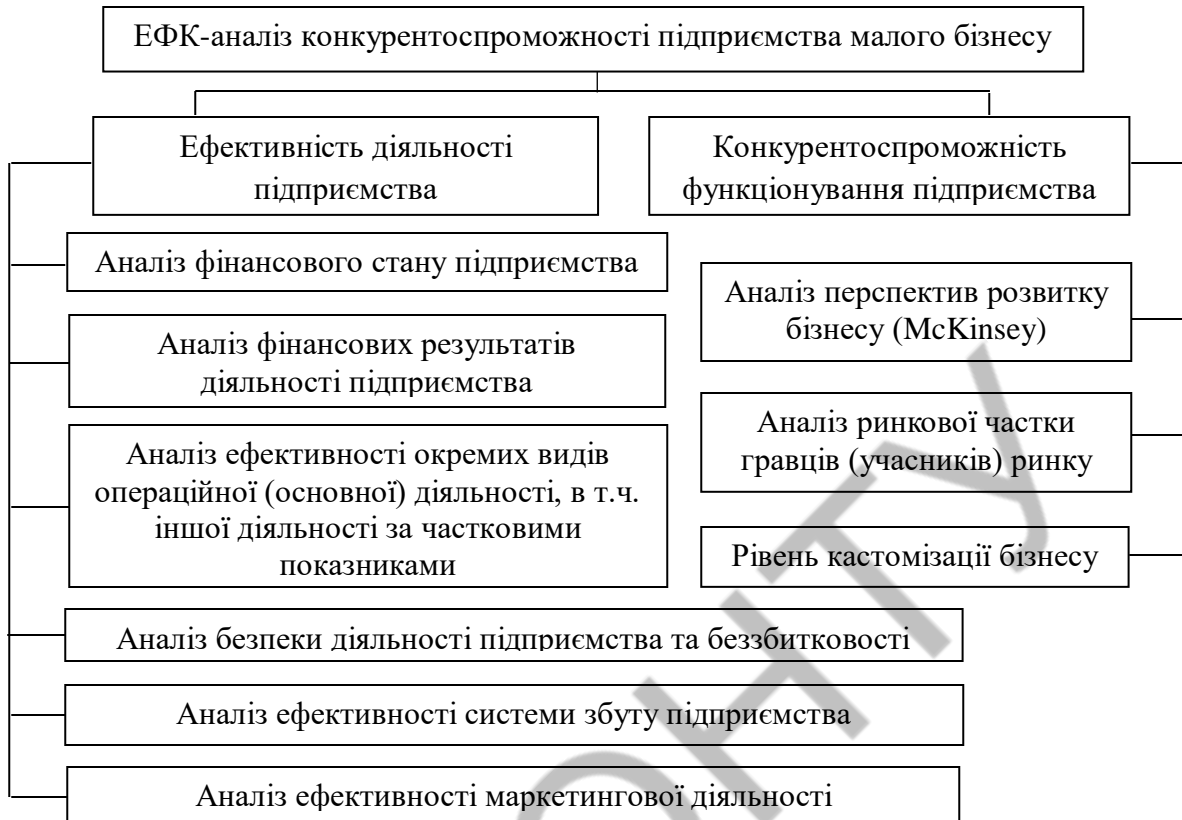 ЕФК-аналіз конкурентоспроможності підприємства малого бізнесу
Ефективність діяльності
підприємства
Конкурентоспроможність
функціонування підприємства
Аналіз фінансового стану підприємства
Аналіз фінансових результатів
діяльності підприємства
Аналіз ефективності окремих видів
операційної (основної) діяльності, в т.ч.
іншої діяльності за частковими
показниками
Аналіз безпеки діяльності підприємства та беззбитковості
Аналіз ефективності системи збуту підприємства
Аналіз ефективності маркетингової діяльності
Аналіз перспектив розвитку
бізнесу (McKinsey)
Аналіз ринкової частки
гравців (учасників) ринку
Рівень кастомізації бізнесу
ОНТУ